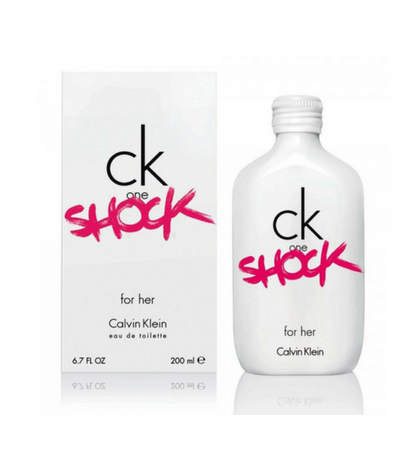 ck
one
SHOCK
for her
Calvin Klein
eau de toilette
6.7 FL OZ 200 ml e
ck
one
SHOCK
for her
Calvin Klein